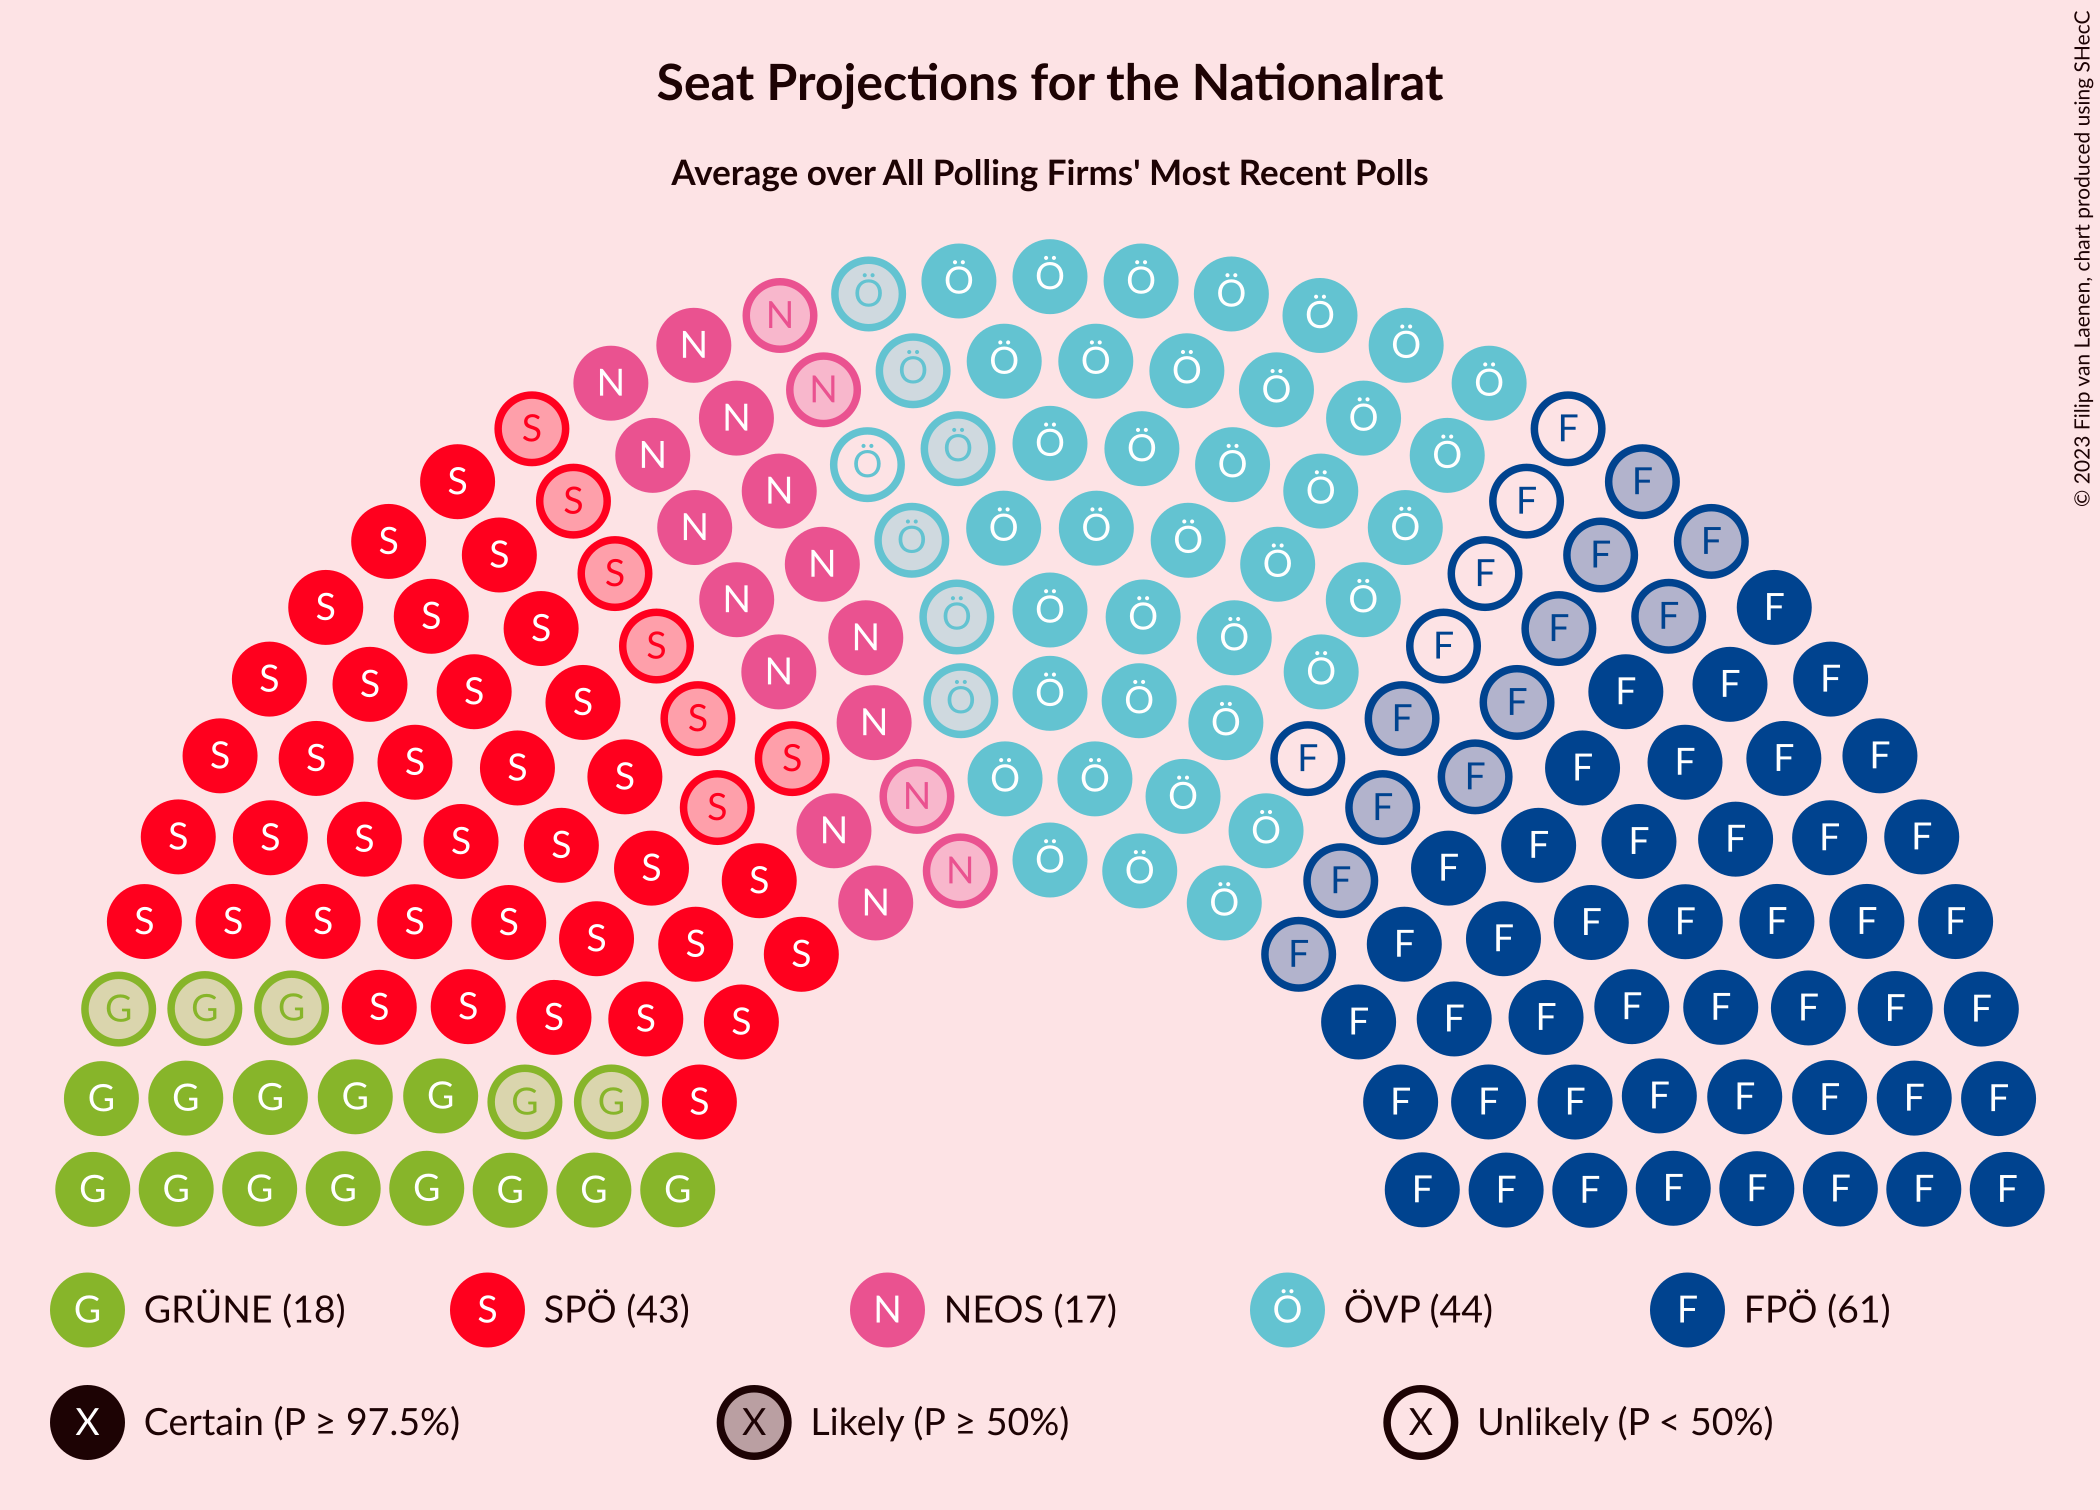 Seat Projections for the Nationalrat
Average over All Polling Firms' Most Recent Polls
© 2023 Filip van Laenen, chart produced using SHecC
Ö Ö Ö Ö Ö
N Ö
N Ö
Ö Ö Ö Ö
N N Ö Ö
S N N Ö Ö F
N Ö Ö Ö Ö Ö
S N Ö Ö S F
S N Ö Ö F F
S S N Ö Ö Ö Ö Ö F F
S N Ö F
S S N Ö Ö Ö Ö Ö F F
S S S N Ö Ö F F F
S S S N Ö Ö Ö Ö Ö F F F
S S S S N Ö F F F F
S S S S S S Ö Ö Ö F F F F F F
S S S S S S N N Ö Ö F F F F F F
S S S S S S S N N Ö Ö Ö F F F F F F F
S S S S S S S S N Ö F F F F F F F F
G G G S S S S S F F F F F F F F
G G G G G G G S F F F F F F F F
G G G G G G G G F F F F F F F F
G GRÜNE (18) S SPÖ (43) N NEOS (17) Ö ÖVP (44) F FPÖ (61)
X Certain (P ≥ 97.5%) X Likely (P ≥ 50%) X Unlikely (P < 50%)